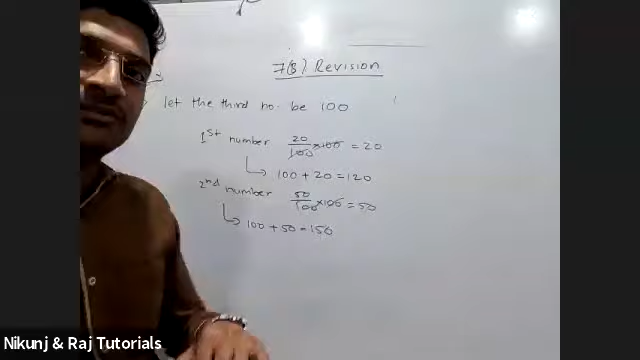 7(B) Revision
let the third no. be 100
1st number 20/100 × 100 = 20
↳ 100 + 20 = 120
2nd number 50/100 × 100 = 50
↳ 100 + 50 = 150
Nikunj & Raj Tutorials